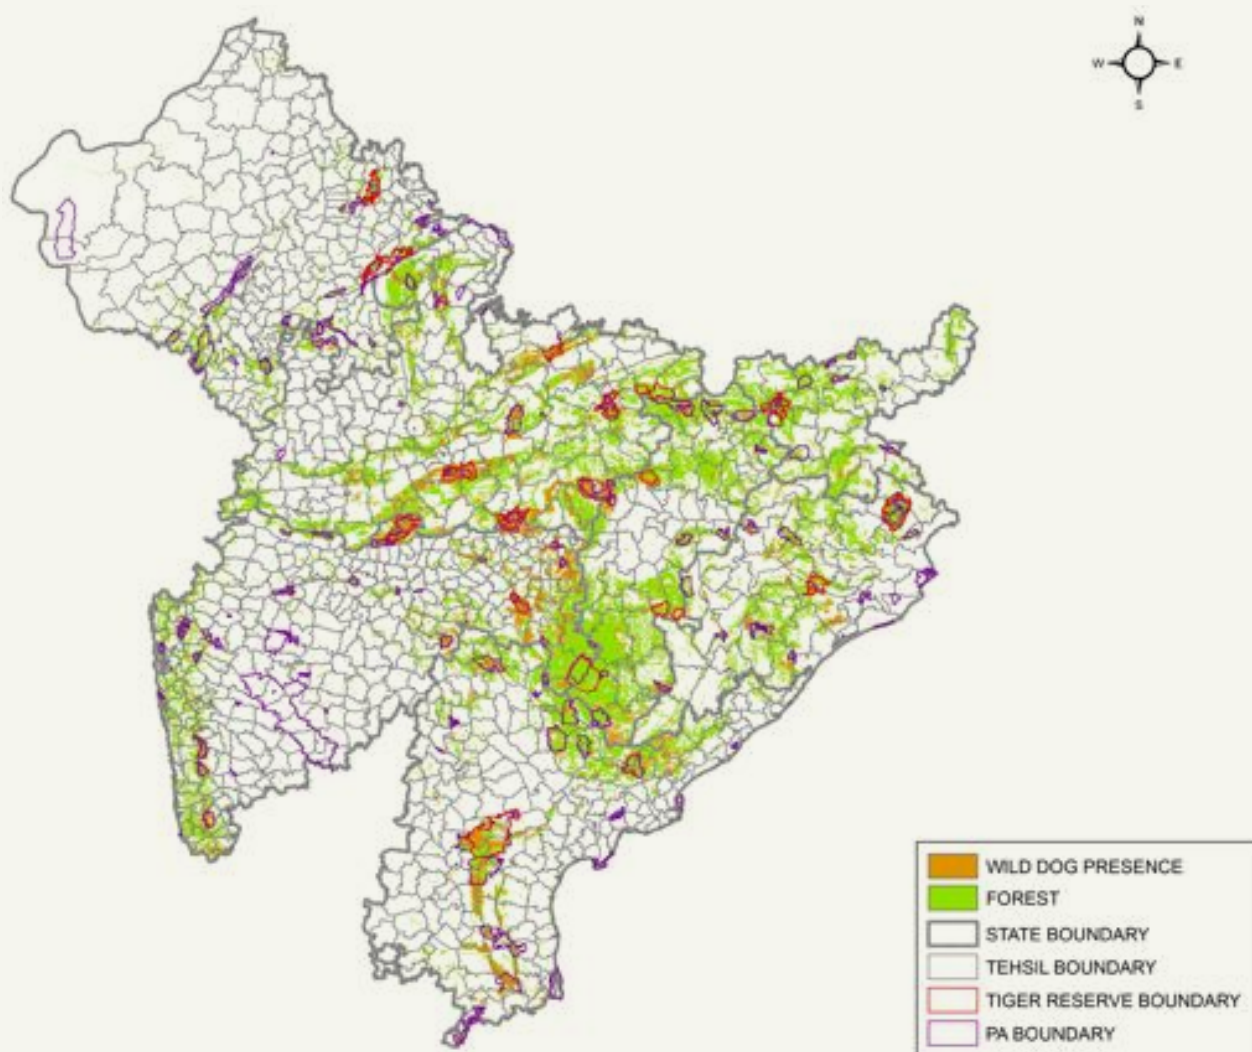 N
W E
S
WILD DOG PRESENCE
FOREST
STATE BOUNDARY
TEHSIL BOUNDARY
TIGER RESERVE BOUNDARY
PA BOUNDARY